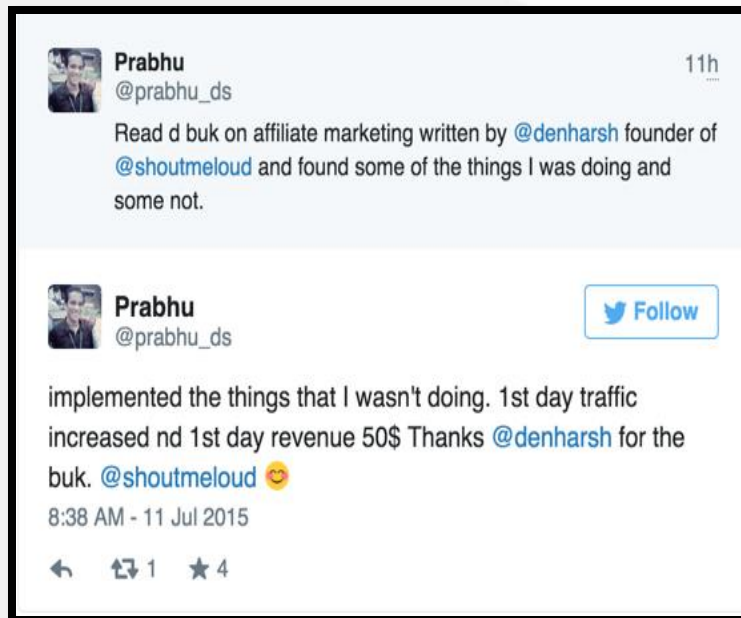 Prabhu 11h
@prabhu_ds
Read d buk on affiliate marketing written by @denharsh founder of
@shoutmeloud and found some of the things I was doing and
some not.
Prabhu
@prabhu_ds
Follow
implemented the things that I wasn't doing. 1st day traffic
increased nd 1st day revenue 50$ Thanks @denharsh for the
buk. @shoutmeloud 😊
8:38 AM - 11 Jul 2015
1 4